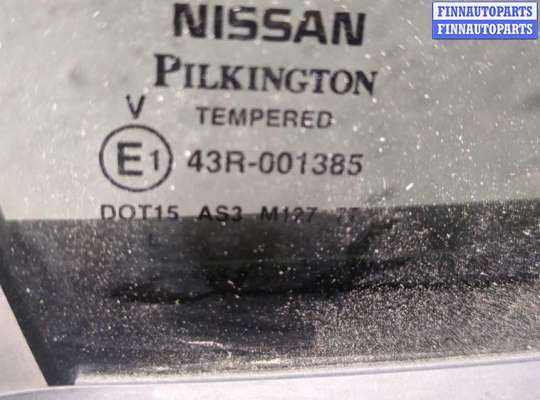 FINNAUTOPARTS
FINNAUTOPARTS
NISSAN
PILKINGTON
V
TEMPERED
E1 43R-001385
DOT15 AS3 M127